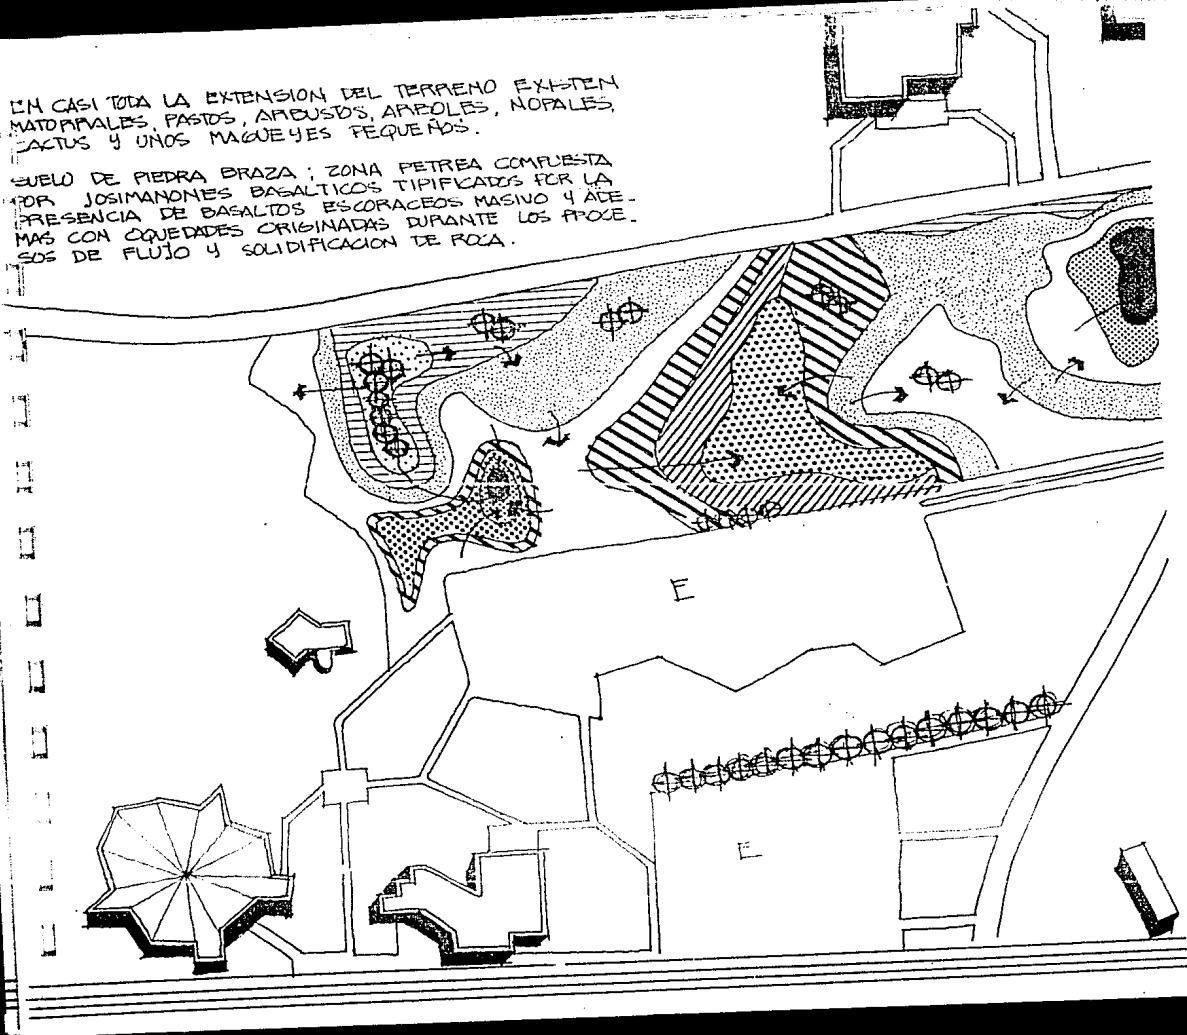 EN CASI TODA LA EXTENSION DEL TERRENO EXISTEN
MATORRALES, PASTOS, ARBUSTOS, ARBOLES, NOPALES,
CACTUS Y UNOS MAGUEYES PEQUEÑOS.
SUELO DE PIEDRA BRAZA ; ZONA PETREA COMPUESTA
POR JOSIMANONES BASALTICOS TIPIFICADOS POR LA
PRESENCIA DE BASALTOS ESCORACEOS MASIVO Y ADE-
MAS CON OQUEDADES ORIGINADAS DURANTE LOS PROCE-
SOS DE FLUJO Y SOLIDIFICACION DE ROCA.
E
E